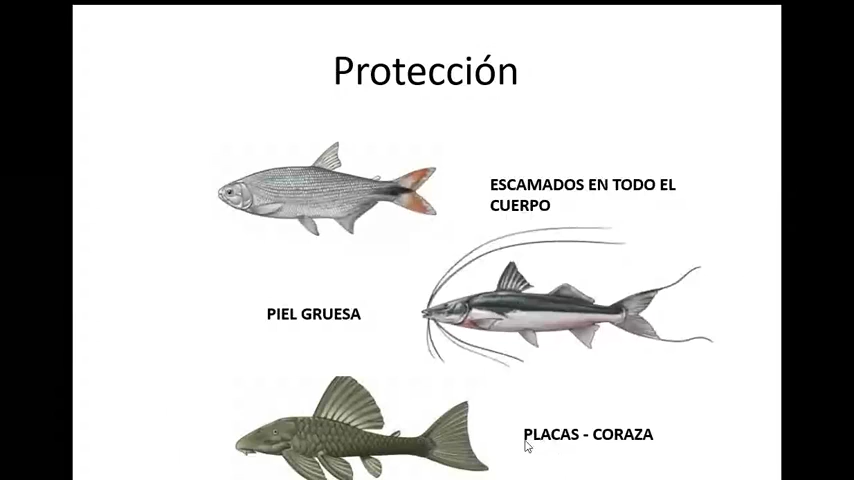 Protección
ESCAMADOS EN TODO EL
CUERPO
PIEL GRUESA
PLACAS - CORAZA